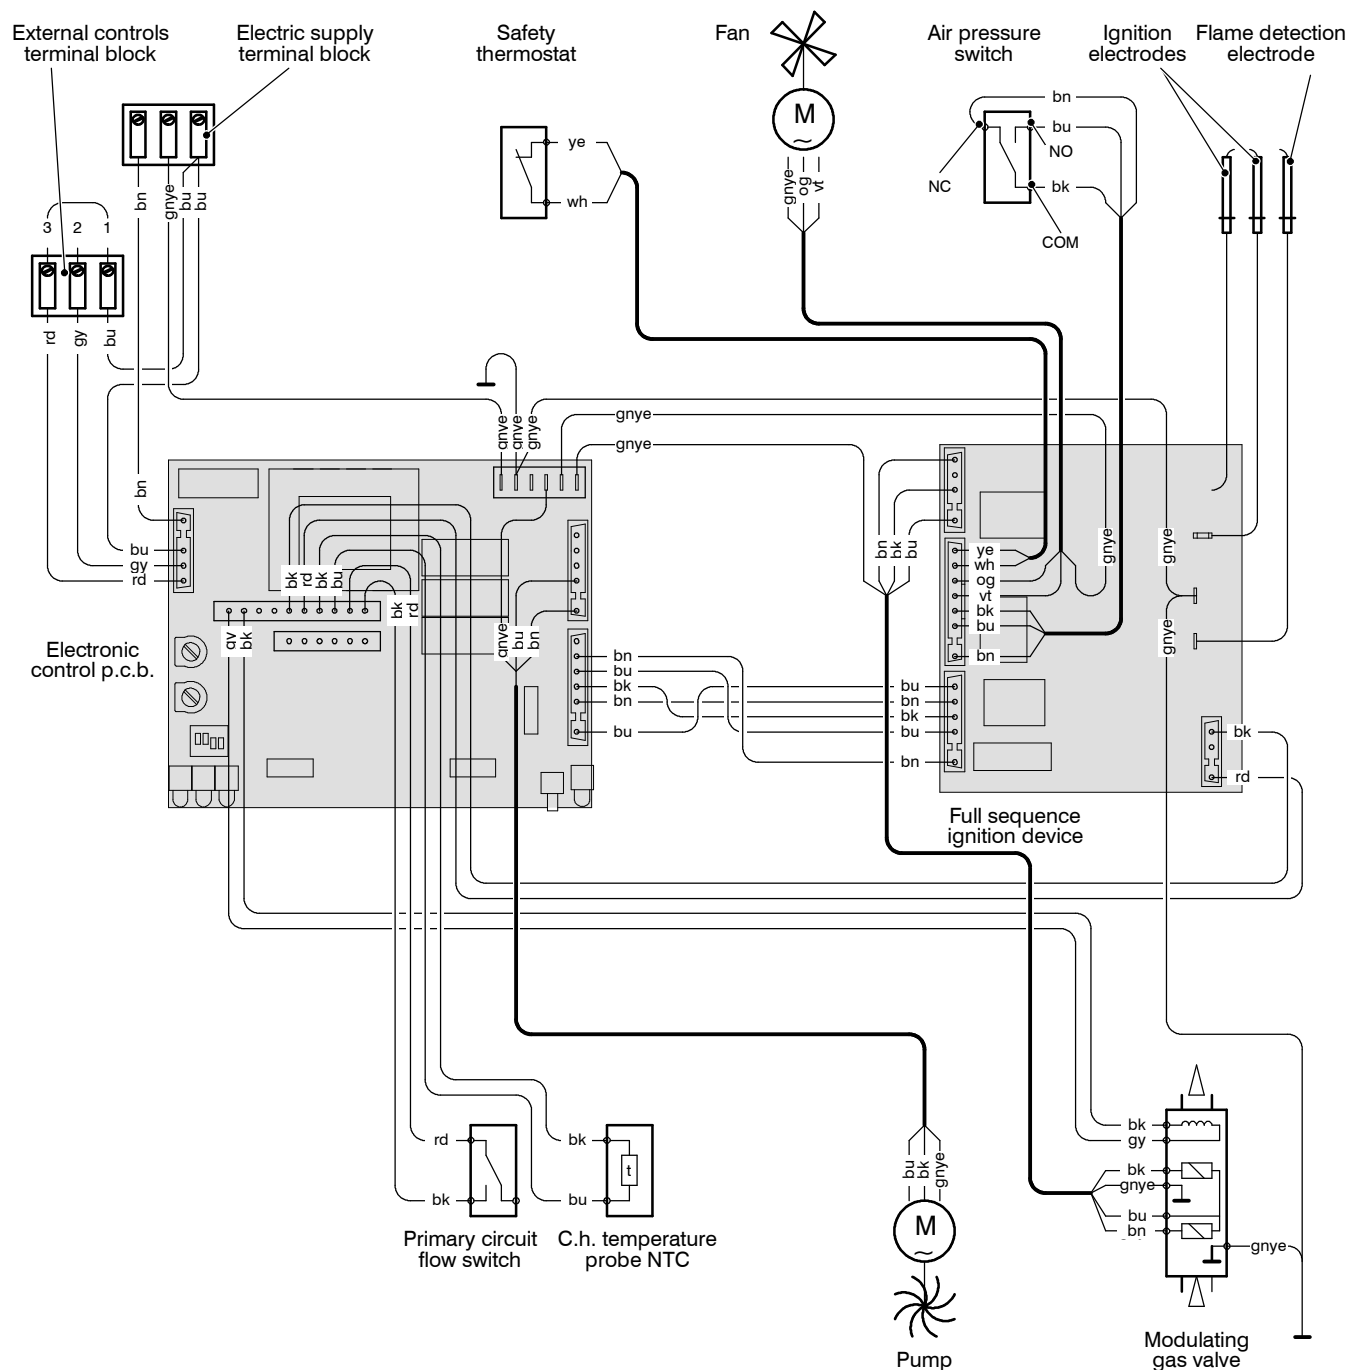 External controls
terminal block
Electric supply
terminal block
Safety
thermostat
Fan
Air pressure
switch
Ignition
electrodes
Flame detection
electrode
M
bn
bu
NO
NC
bk
COM
ye
wh
gnye
og
vt
bn
gnye
bu
bu
3
2
1
rd
gy
bu
gnye
gnye
gnye
gnye
gnye
bn
bu
gy
rd
bk
rd
bk
bu
bk
rd
gy
bk
gnye
bu
bn
Electronic
control p.c.b.
bn
bk
bu
ye
wh
og
vt
bk
bu
bn
gnye
gnye
gnye
bn
bu
bk
bn
bu
bu
bn
bk
bu
bn
bk
rd
Full sequence
ignition device
rd
bk
bk
bu
t
Primary circuit
flow switch
C.h. temperature
probe NTC
bu
bk
gnye
M
Pump
bk
gy
bk
gnye
bu
bn
gnye
Modulating
gas valve